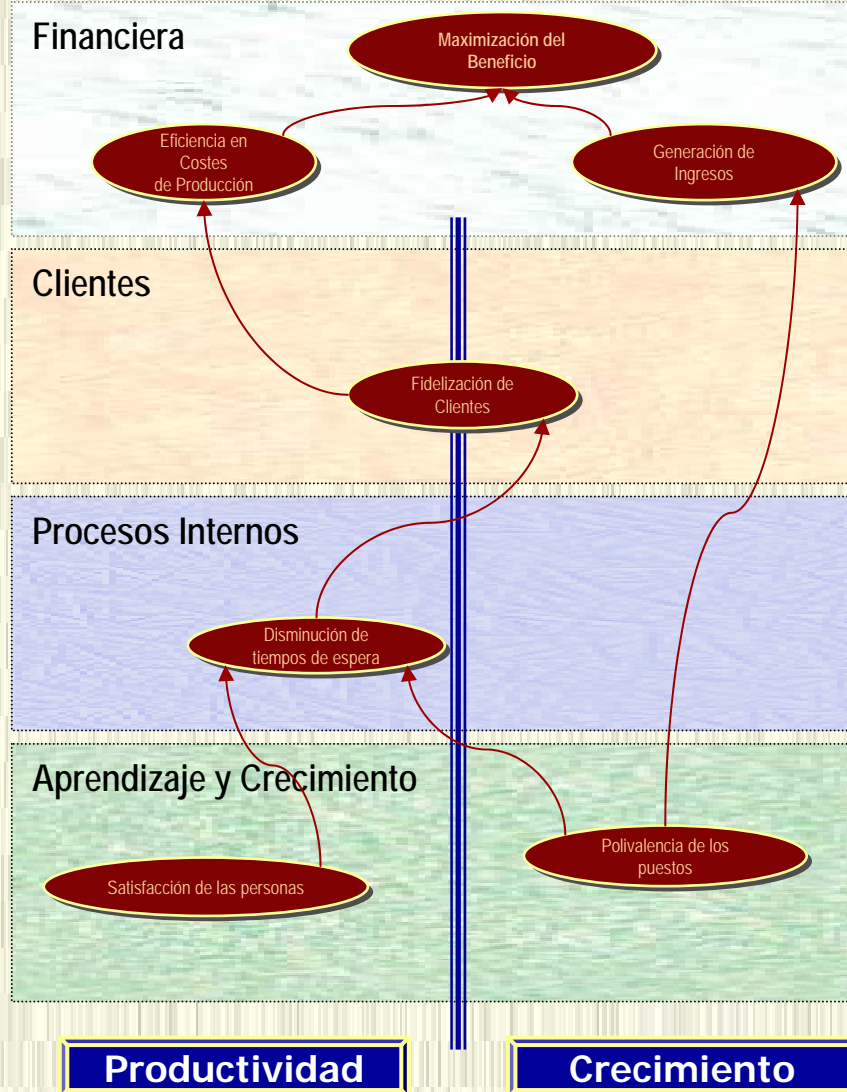 Financiera
Maximización del
Beneficio
Eficiencia en
Costes
de Producción
Generación de
Ingresos
Clientes
Fidelización de
Clientes
Procesos Internos
Disminución de
tiempos de espera
Aprendizaje y Crecimiento
Polivalencia de los
puestos
Satisfacción de las personas
Productividad
Crecimiento